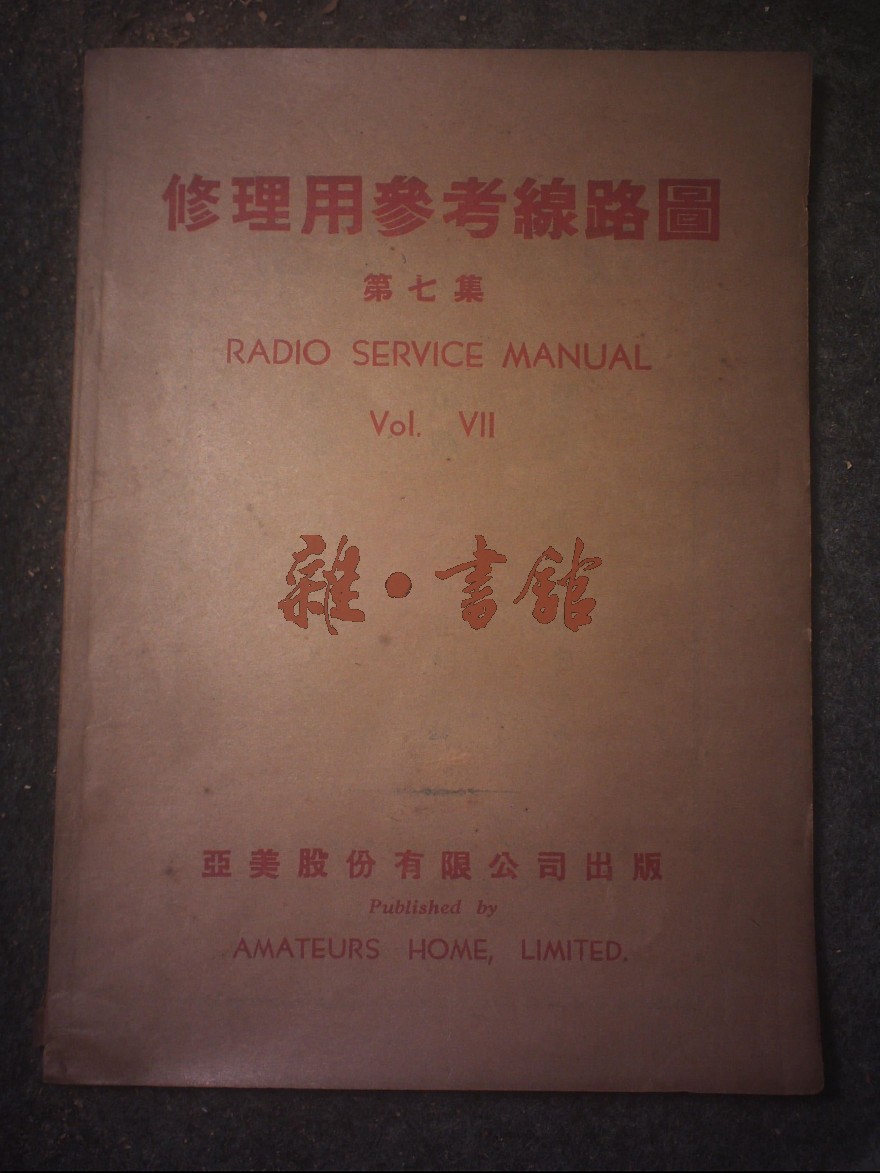 修理用參考線路圖
第七集
RADIO SERVICE MANUAL
Vol. VII
雜·書館
亞美股份有限公司出版
Published by
AMATEURS HOME, LIMITED.